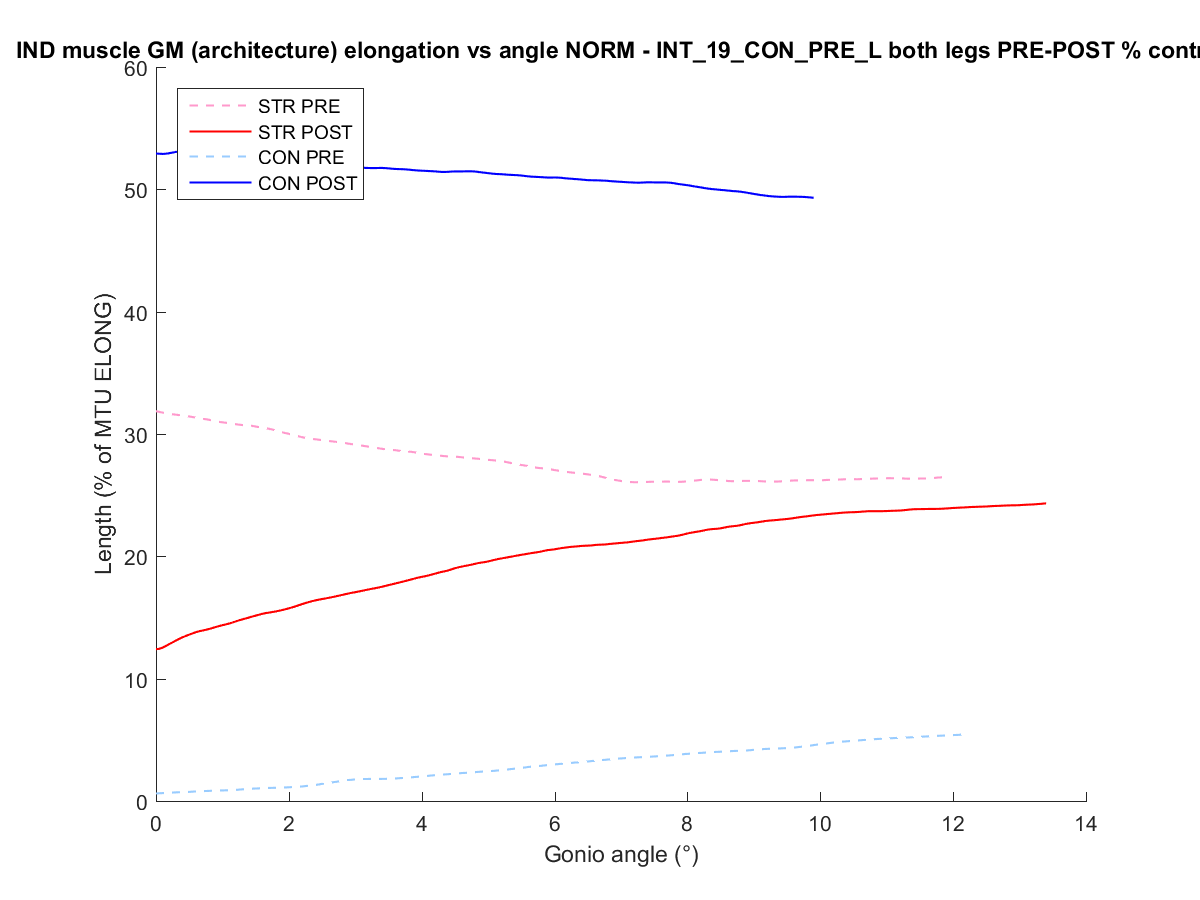 IND muscle GM (architecture) elongation vs angle NORM - INT_19_CON_PRE_L both legs PRE-POST % contr
60
50
40
30
20
10
0
Length (% of MTU ELONG)
STR PRE
STR POST
CON PRE
CON POST
0 2 4 6 8 10 12 14
Gonio angle (°)